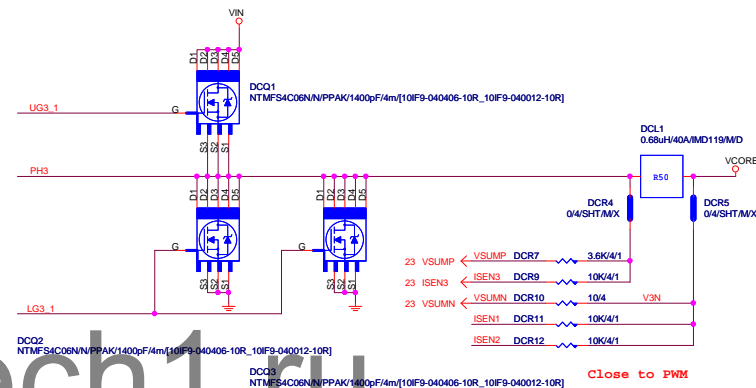 VIN
D1 D2 D3 D4 D5
G
DCQ1
NTMFS4C06N/N/PPAK/1400pF/4m/[10IF9-040406-10R_10IF9-040012-10R]
UG3_1
S3 S2 S1
DCL1
0.68uH/40A/IMD119/M/D
VCORE
PH3
R50
D1 D2 D3 D4 D5
D1 D2 D3 D4 D5
DCR4
0/4/SHT/M/X
DCR5
0/4/SHT/M/X
G
G
S3 S2 S1
S3 S2 S1
23 VSUMP VSUMP DCR7 3.6K/4/1
23 ISEN3 ISEN3 DCR9 10K/4/1
23 VSUMN VSUMN DCR10 10/4 V3N
LG3_1
ISEN1 DCR11 10K/4/1
ISEN2 DCR12 10K/4/1
DCQ2
NTMFS4C06N/N/PPAK/1400pF/4m/[10IF9-040406-10R_10IF9-040012-10R]
DCQ3
NTMFS4C06N/N/PPAK/1400pF/4m/[10IF9-040406-10R_10IF9-040012-10R]
Close to PWM
ech1.ru